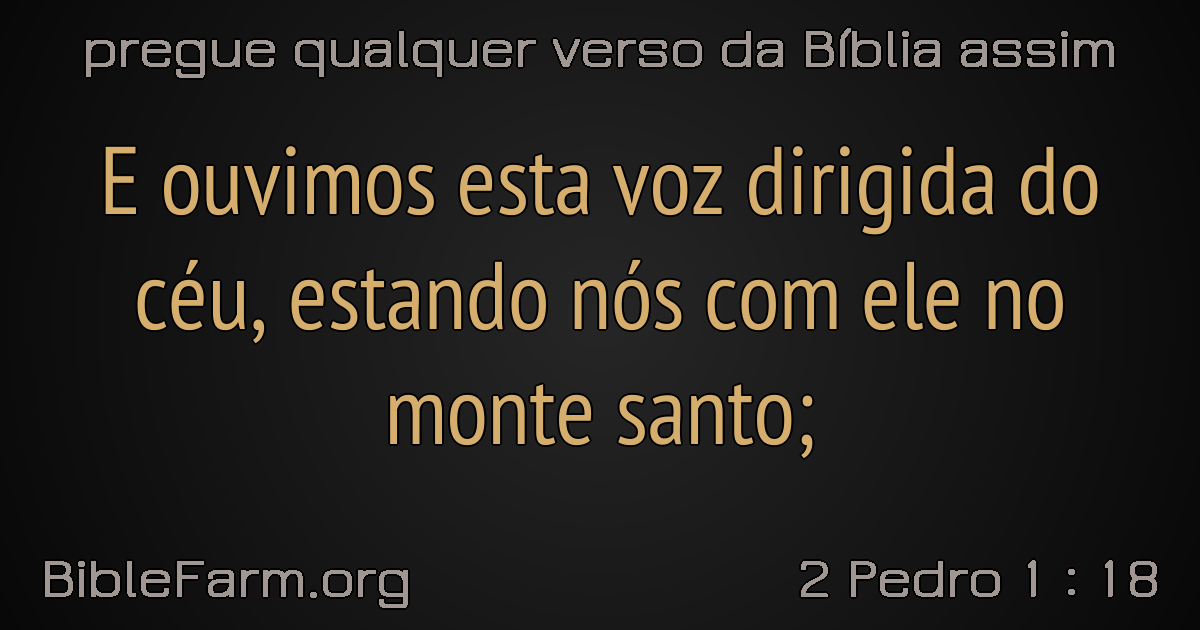 pregue qualquer verso da Bíblia assim
E ouvimos esta voz dirigida do
céu, estando nós com ele no
monte santo;
BibleFarm.org
2 Pedro 1 : 18